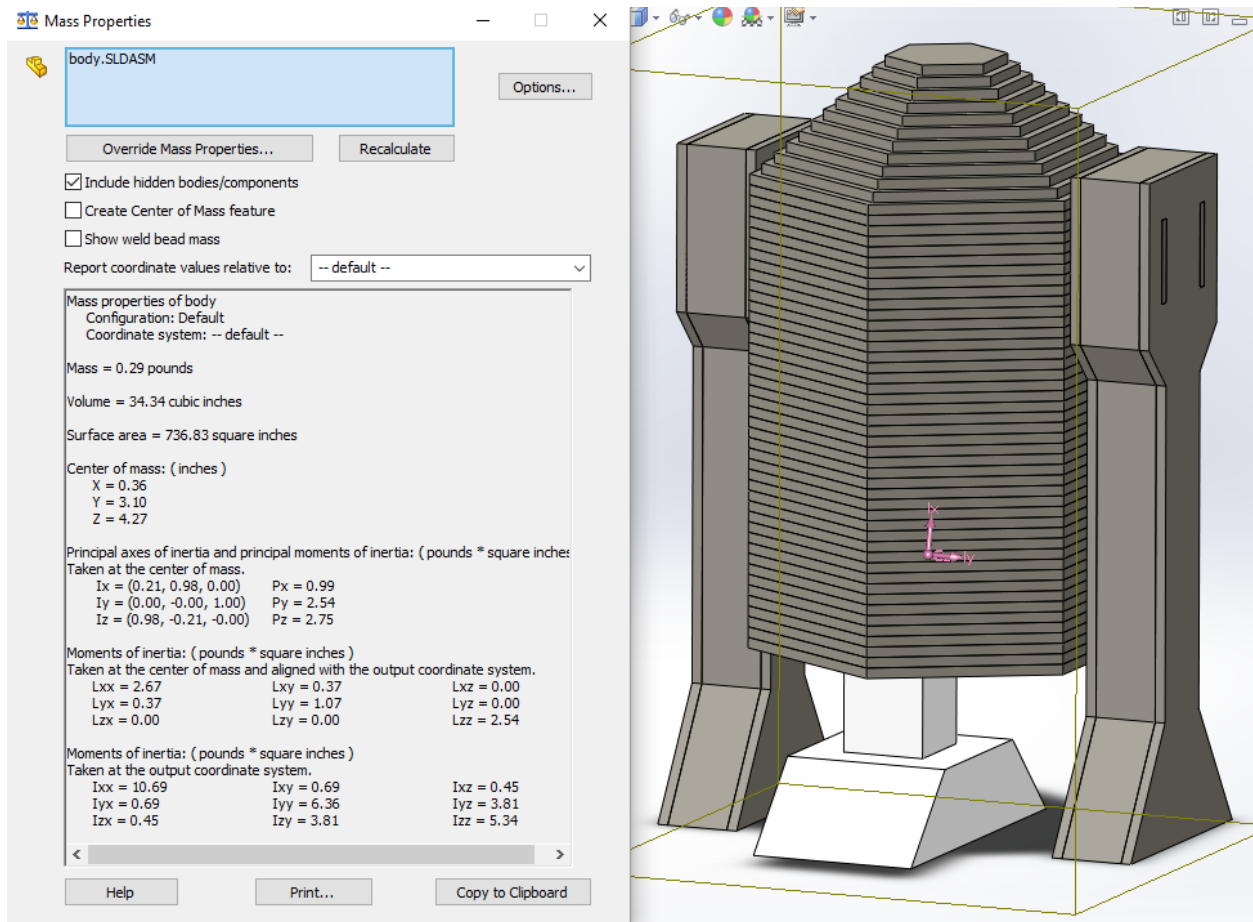 Mass Properties
body.SLDASM
Options...
Override Mass Properties...
Recalculate
Include hidden bodies/components
Create Center of Mass feature
Show weld bead mass
Report coordinate values relative to:
-- default --
Mass properties of body
Configuration: Default
Coordinate system: -- default --
Mass = 0.29 pounds
Volume = 34.34 cubic inches
Surface area = 736.83 square inches
Center of mass: ( inches )
X = 0.36
Y = 3.10
Z = 4.27
Principal axes of inertia and principal moments of inertia: ( pounds * square inches
Taken at the center of mass.
Ix = (0.21, 0.98, 0.00) Px = 0.99
Iy = (0.00, -0.00, 1.00) Py = 2.54
Iz = (0.98, -0.21, -0.00) Pz = 2.75
Moments of inertia: ( pounds * square inches )
Taken at the center of mass and aligned with the output coordinate system.
Lxx = 2.67 Lxy = 0.37 Lxz = 0.00
Lyx = 0.37 Lyy = 1.07 Lyz = 0.00
Lzx = 0.00 Lzy = 0.00 Lzz = 2.54
Moments of inertia: ( pounds * square inches )
Taken at the output coordinate system.
Ixx = 10.69 Ixy = 0.69 Ixz = 0.45
Iyx = 0.69 Iyy = 6.36 Iyz = 3.81
Izx = 0.45 Izy = 3.81 Izz = 5.34
Help
Print...
Copy to Clipboard
Ix
Iy